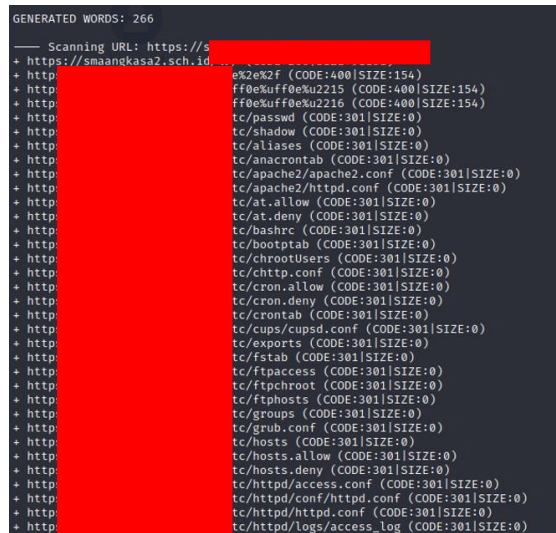 GENERATED WORDS: 266
—— Scanning URL: https://s
+ https://smaangkasa2.sch.id/
+ http: e%2e%2f (CODE:400|SIZE:154)
+ http: ff0e%uff0e%u2215 (CODE:400|SIZE:154)
+ http: ff0e%uff0e%u2216 (CODE:400|SIZE:154)
+ http: tc/passwd (CODE:301|SIZE:0)
+ http: tc/shadow (CODE:301|SIZE:0)
+ http: tc/aliases (CODE:301|SIZE:0)
+ http: tc/anacrontab (CODE:301|SIZE:0)
+ http: tc/apache2/apache2.conf (CODE:301|SIZE:0)
+ http: tc/apache2/httpd.conf (CODE:301|SIZE:0)
+ http: tc/at.allow (CODE:301|SIZE:0)
+ http: tc/at.deny (CODE:301|SIZE:0)
+ http: tc/bashrc (CODE:301|SIZE:0)
+ http: tc/bootptab (CODE:301|SIZE:0)
+ http: tc/chrootUsers (CODE:301|SIZE:0)
+ http: tc/chttp.conf (CODE:301|SIZE:0)
+ http: tc/cron.allow (CODE:301|SIZE:0)
+ http: tc/cron.deny (CODE:301|SIZE:0)
+ http: tc/crontab (CODE:301|SIZE:0)
+ http: tc/cups/cupsd.conf (CODE:301|SIZE:0)
+ http: tc/exports (CODE:301|SIZE:0)
+ http: tc/fstab (CODE:301|SIZE:0)
+ http: tc/ftpaccess (CODE:301|SIZE:0)
+ http: tc/ftpchroot (CODE:301|SIZE:0)
+ http: tc/ftphosts (CODE:301|SIZE:0)
+ http: tc/groups (CODE:301|SIZE:0)
+ http: tc/grub.conf (CODE:301|SIZE:0)
+ http: tc/hosts (CODE:301|SIZE:0)
+ http: tc/hosts.allow (CODE:301|SIZE:0)
+ http: tc/hosts.deny (CODE:301|SIZE:0)
+ http: tc/httpd/access.conf (CODE:301|SIZE:0)
+ http: tc/httpd/conf/httpd.conf (CODE:301|SIZE:0)
+ http: tc/httpd/httpd.conf (CODE:301|SIZE:0)
+ http: tc/httpd/logs/access_log (CODE:301|SIZE:0)